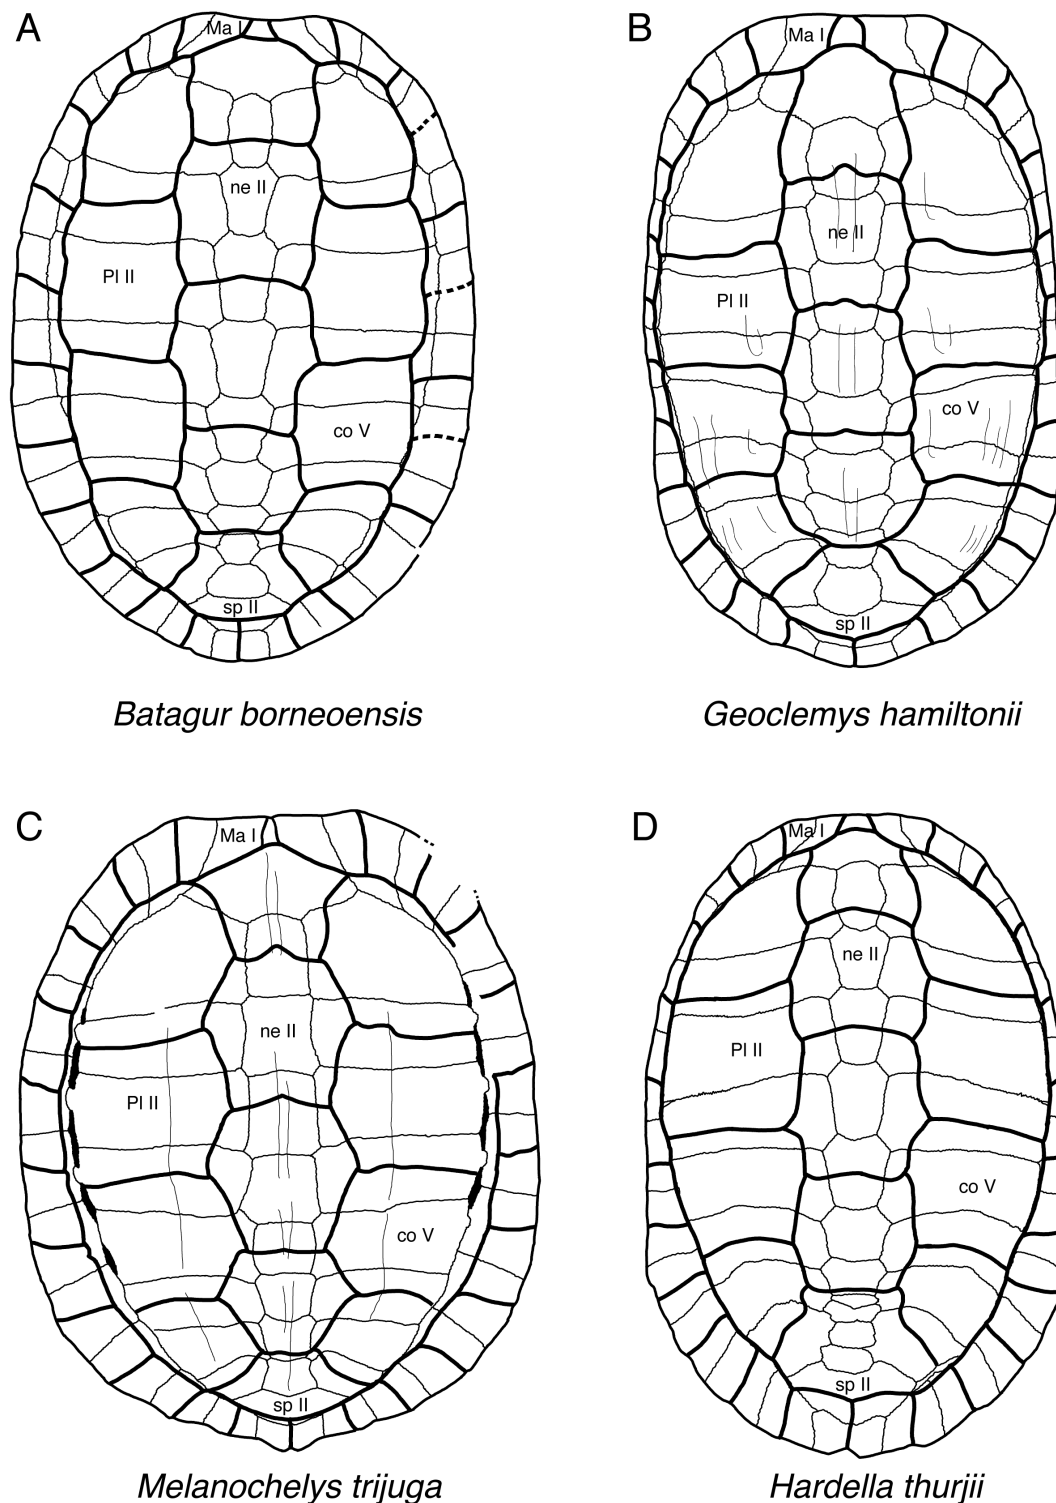 A
Ma I
ne II
Pl II
co V
sp II
Batagur borneoensis
B
Ma I
ne II
Pl II
co V
sp II
Geoclemys hamiltonii
C
Ma I
ne II
Pl II
co V
sp II
Melanochelys trijuga
D
Ma I
ne II
Pl II
co V
sp II
Hardella thurjii